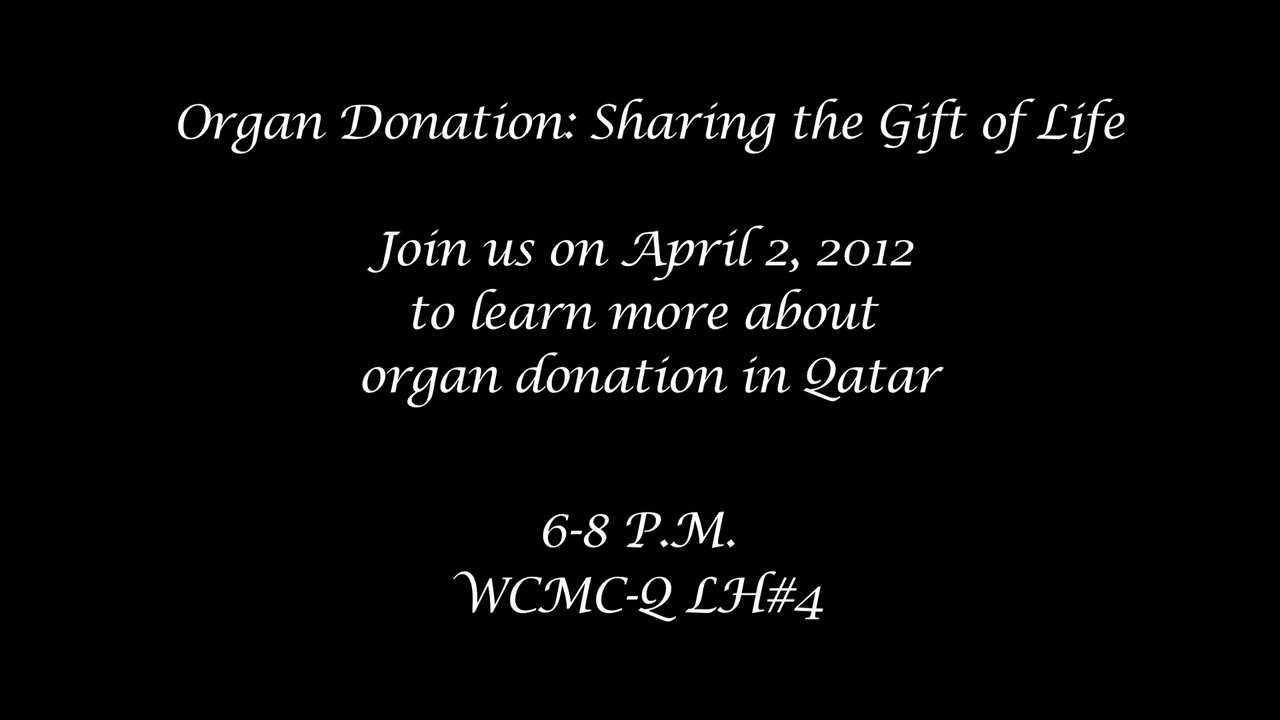 Organ Donation: Sharing the Gift of Life
Join us on April 2, 2012
to learn more about
organ donation in Qatar
6-8 P.M.
WCMC-Q LH#4